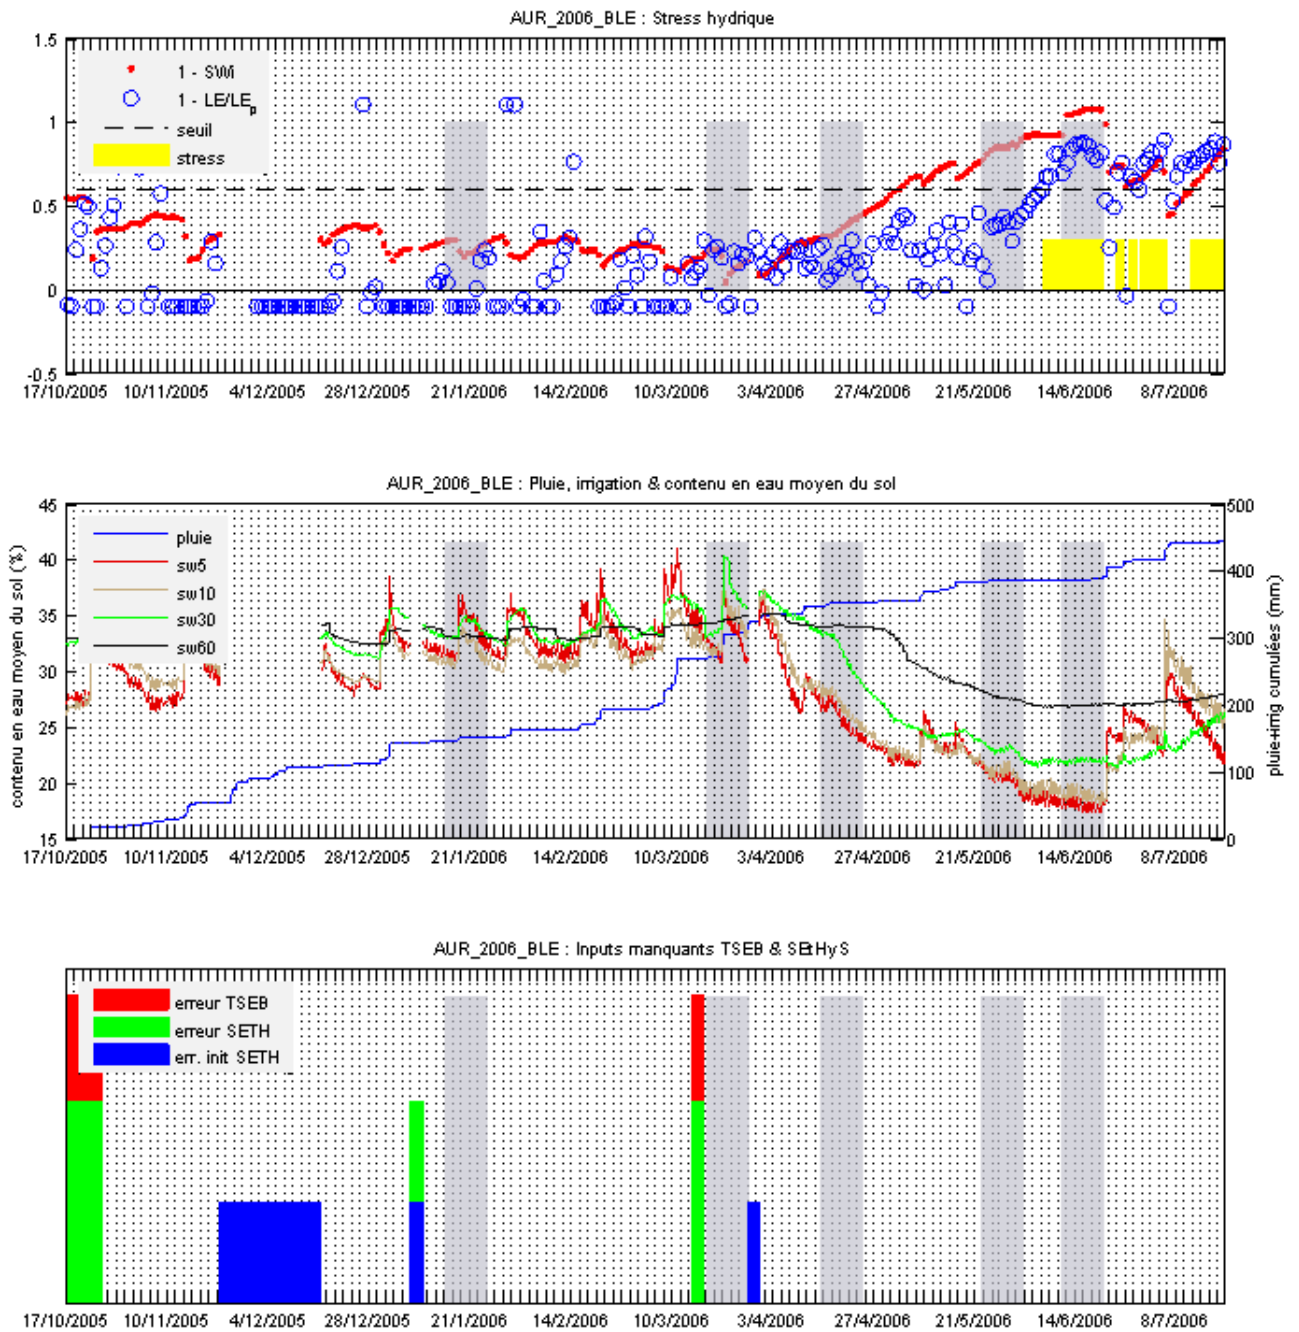 AUR_2006_BLE : Stress hydrique
1.5
1
0.5
0
-0.5
1 - SWi
1 - LE/LEp
seuil
stress
17/10/2005 10/11/2005 4/12/2005 28/12/2005 21/1/2006 14/2/2006 10/3/2006 3/4/2006 27/4/2006 21/5/2006 14/6/2006 8/7/2006
AUR_2006_BLE : Pluie, irrigation & contenu en eau moyen du sol
contenu en eau moyen du sol (%)
45
40
35
30
25
20
15
pluie
sw5
sw10
sw30
sw60
500
400
300
200
100
0
pluie+irrig cumulées (mm)
17/10/2005 10/11/2005 4/12/2005 28/12/2005 21/1/2006 14/2/2006 10/3/2006 3/4/2006 27/4/2006 21/5/2006 14/6/2006 8/7/2006
AUR_2006_BLE : Inputs manquants TSEB & SEtHyS
erreur TSEB
erreur SETH
err. init SETH
17/10/2005 10/11/2005 4/12/2005 28/12/2005 21/1/2006 14/2/2006 10/3/2006 3/4/2006 27/4/2006 21/5/2006 14/6/2006 8/7/2006